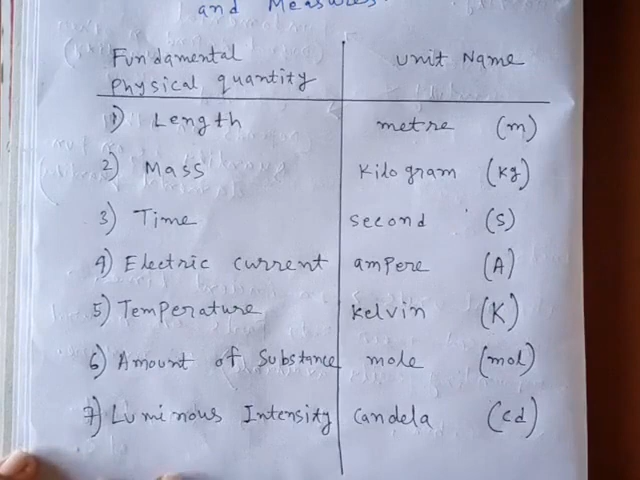 and Measures.
Fundamental
Physical quantity
unit Name
1) Length metre (m)
2) Mass Kilogram (kg)
3) Time second (s)
4) Electric current ampere (A)
5) Temperature kelvin (K)
6) Amount of Substance mole (mol)
7) Luminous Intensity Candela (cd)